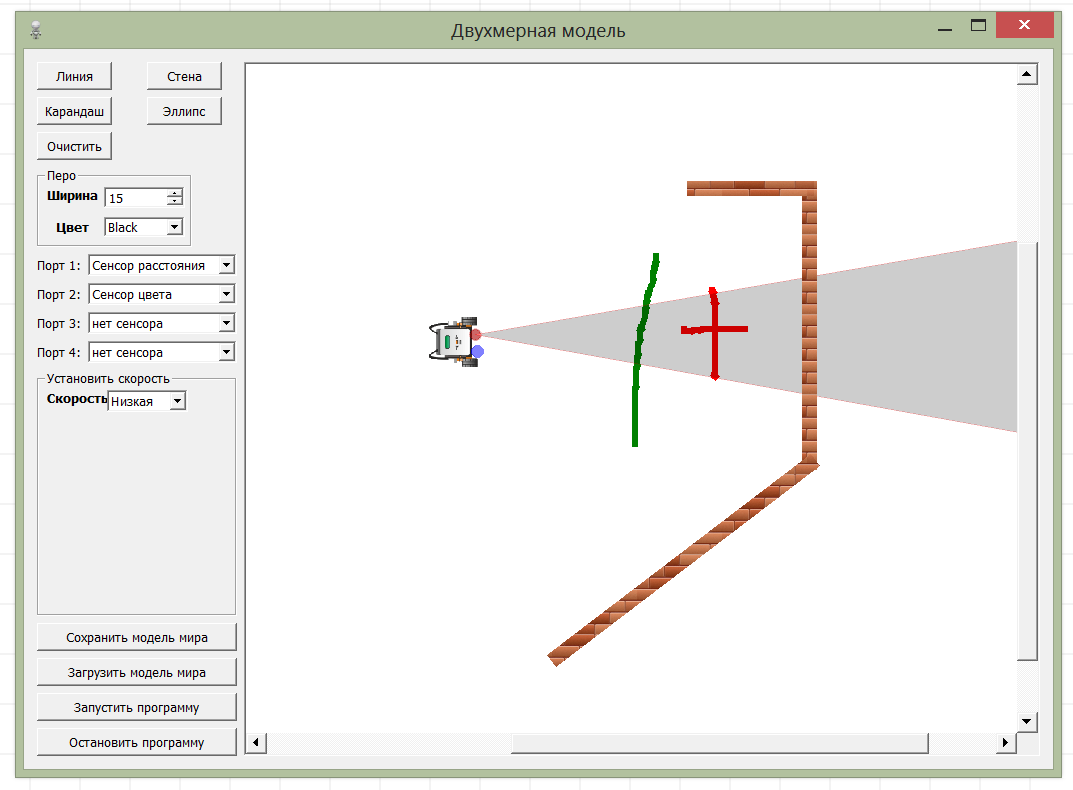 Двухмерная модель
Линия Стена
Карандаш Эллипс
Очистить
Перо
Ширина 15
Цвет Black
Порт 1: Сенсор расстояния
Порт 2: Сенсор цвета
Порт 3: нет сенсора
Порт 4: нет сенсора
Установить скорость
Скорость Низкая
Сохранить модель мира
Загрузить модель мира
Запустить программу
Остановить программу